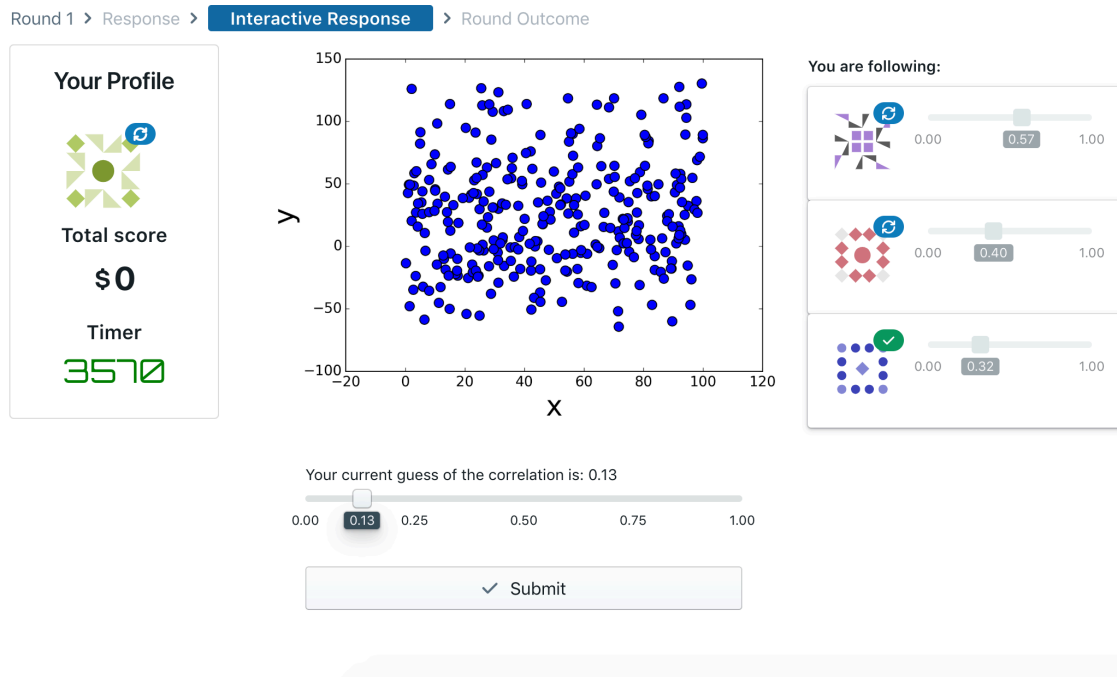 Round 1 > Response > Interactive Response > Round Outcome
Your Profile
Total score
$0
Timer
3570
150
100
50
0
−50
−100
−20 0 20 40 60 80 100 120
y
x
You are following:
0.00 0.57 1.00
0.00 0.40 1.00
0.00 0.32 1.00
Your current guess of the correlation is: 0.13
0.00 0.13 0.25 0.50 0.75 1.00
Submit